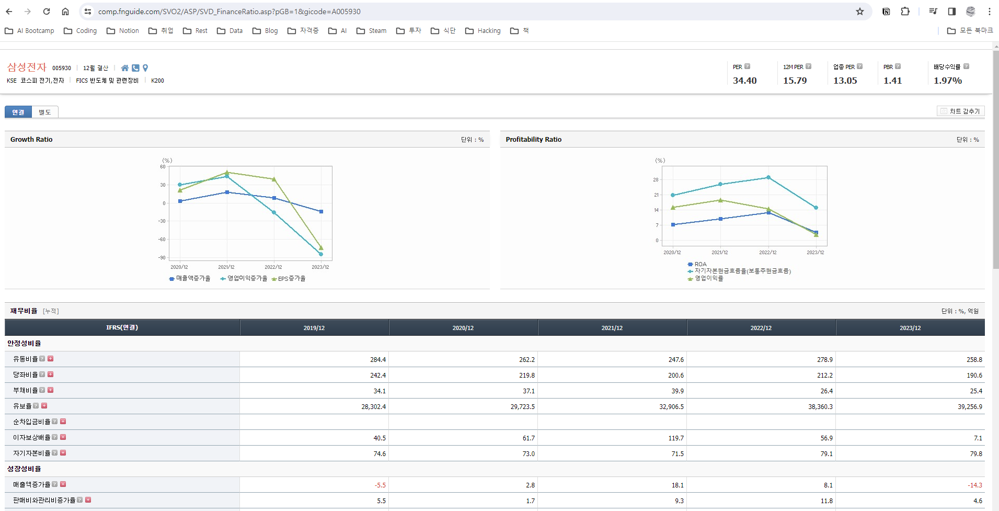 comp.fnguide.com/SVO2/ASP/SVD_FinanceRatio.asp?pGB=1&gicode=A005930
AI Bootcamp Coding Notion 취업 Rest Data Blog 자격증 AI Steam 투자 식단 Hacking 책 모든 북마크
삼성전자 005930 12월 결산
KSE 코스피 전기,전자 FICS 반도체 및 관련장비 K200
PER 12M PER 업종 PER PBR 배당수익률
34.40 15.79 13.05 1.41 1.97%
연결 별도 차트 감추기
Growth Ratio 단위 : %
(%)
60
30
0
-30
-60
-90
2020/12 2021/12 2022/12 2023/12
매출액증가율 영업이익증가율 EPS증가율
Profitability Ratio 단위 : %
(%)
28
21
14
7
0
2020/12 2021/12 2022/12 2023/12
ROA
자기자본현금흐름율(보통주현금흐름)
영업이익률
재무비율 [누적] 단위 : %, 억원
IFRS(연결) 2019/12 2020/12 2021/12 2022/12 2023/12
안정성비율
유동비율 284.4 262.2 247.6 278.9 258.8
당좌비율 242.4 219.8 200.6 212.2 190.6
부채비율 34.1 37.1 39.9 26.4 25.4
유보율 28,302.4 29,723.5 32,906.5 38,360.3 39,256.9
순차입금비율
이자보상배율 40.5 61.7 119.7 56.9 7.1
자기자본비율 74.6 73.0 71.5 79.1 79.8
성장성비율
매출액증가율 -5.5 2.8 18.1 8.1 -14.3
판매비와관리비증가율 5.5 1.7 9.3 11.8 4.6